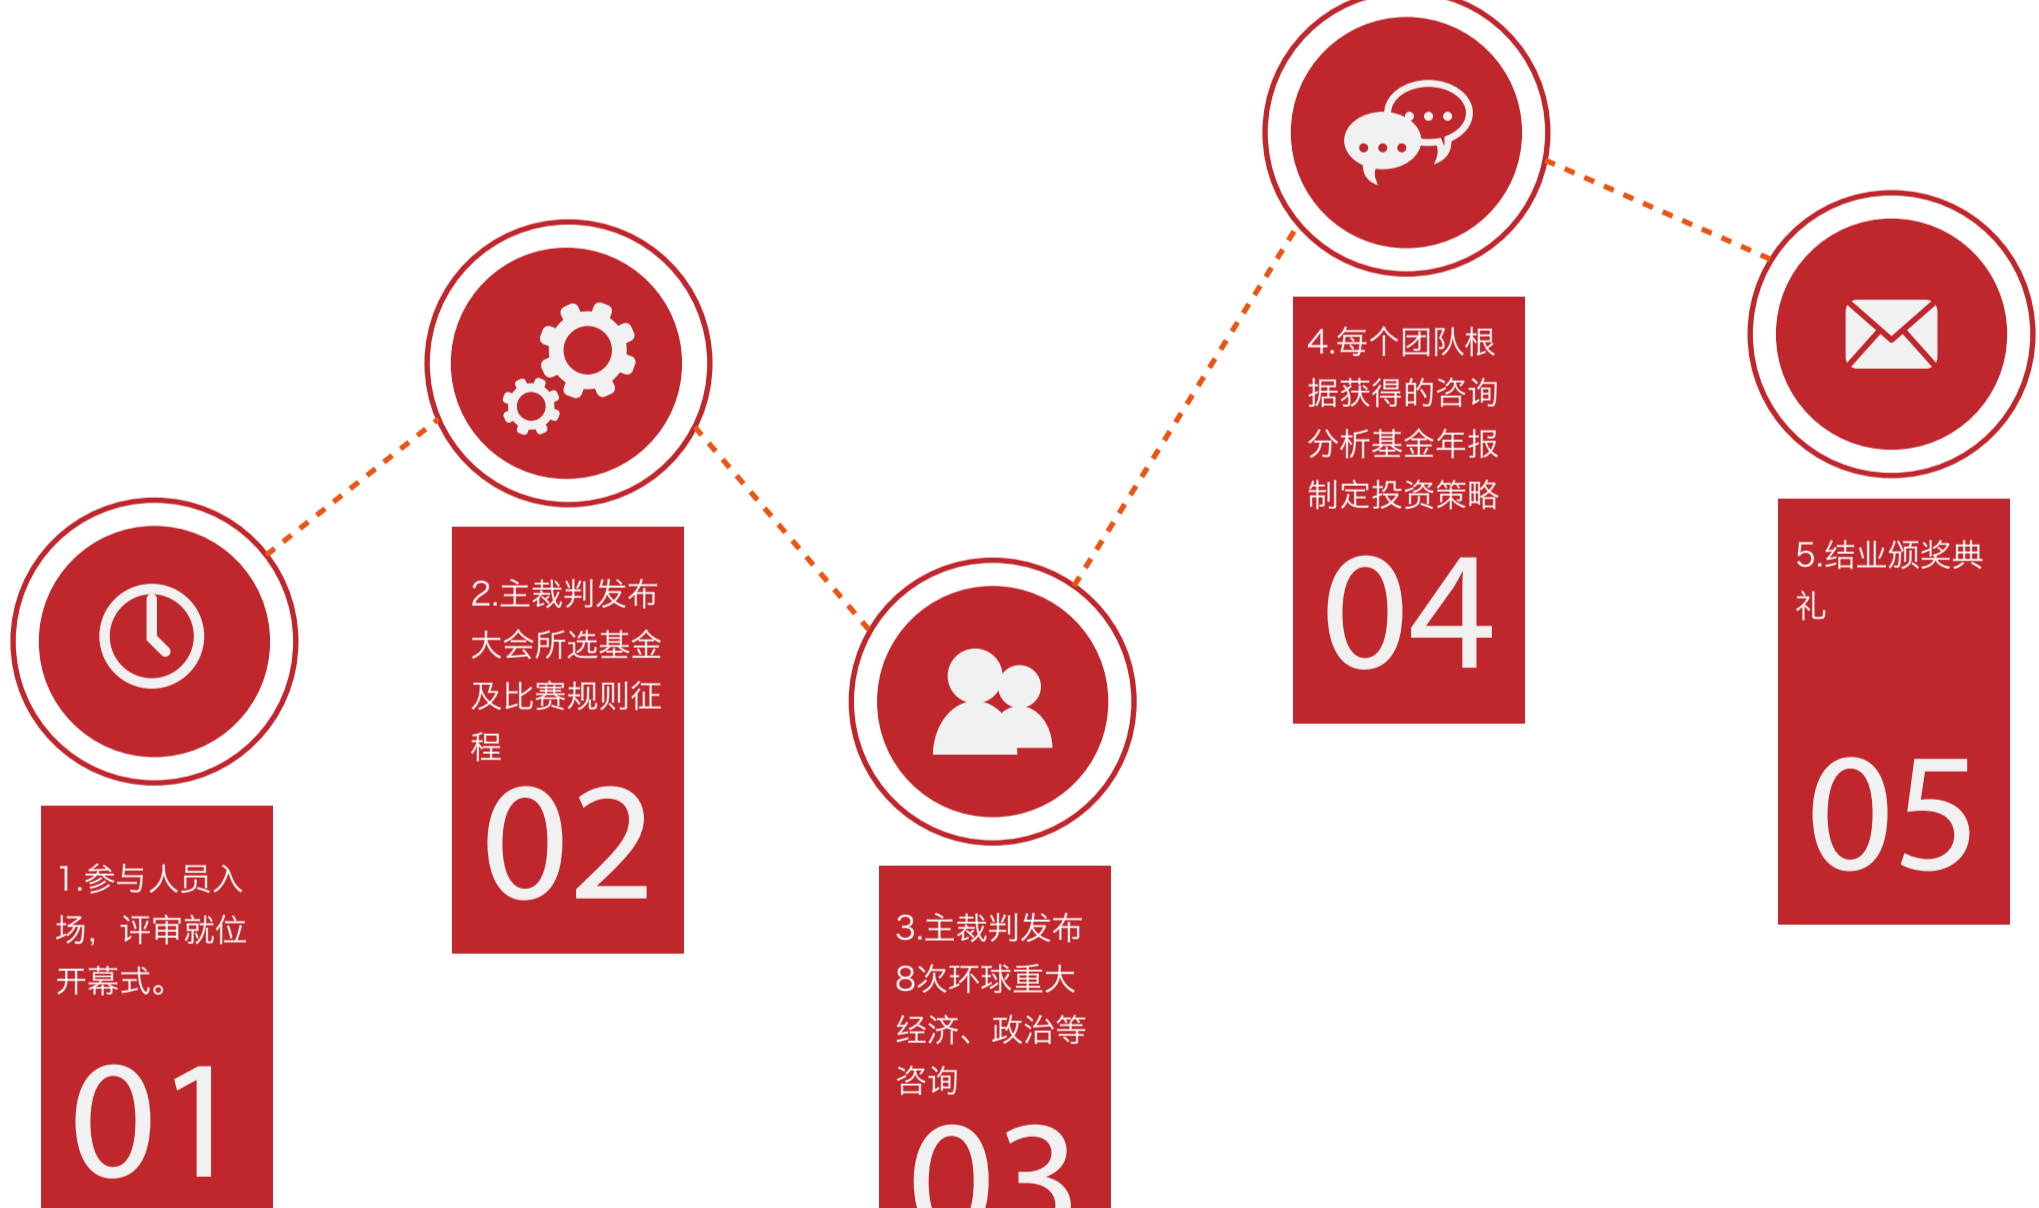 1.参与人员入
场，评审就位
开幕式。
01
2.主裁判发布
大会所选基金
及比赛规则征
程
02
3.主裁判发布
8次环球重大
经济、政治等
咨询
03
4.每个团队根
据获得的咨询
分析基金年报
制定投资策略
04
5.结业颁奖典
礼
05